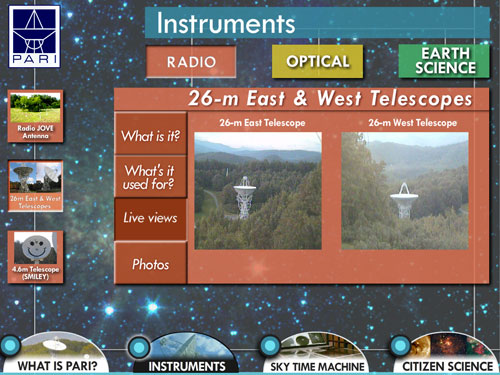 PARI
Instruments
RADIO
OPTICAL
EARTH
SCIENCE
26-m East & West Telescopes
Radio JOVE
Antenna
26m East & West
Telescopes
4.6m Telescope
(SMILEY)
What is it?
What's it
used for?
Live views
Photos
26-m East Telescope
26-m West Telescope
WHAT IS PARI?
INSTRUMENTS
SKY TIME MACHINE
CITIZEN SCIENCE